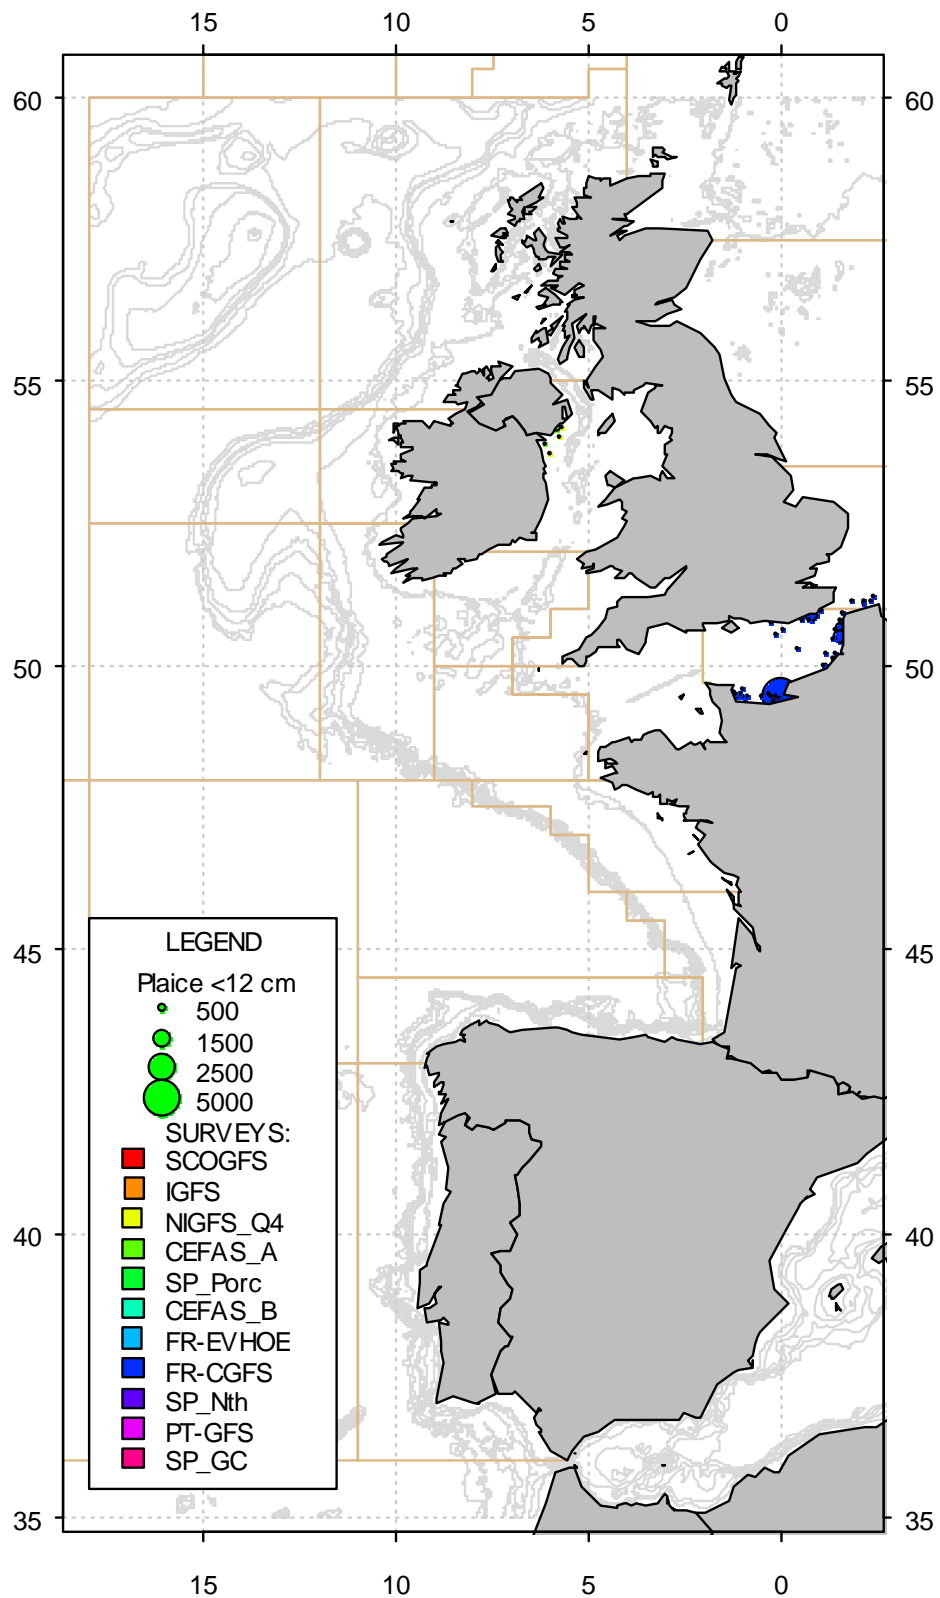 15 10 5 0
60 60
55 55
50 50
45 45
LEGEND
Plaice <12 cm
500
1500
2500
5000
SURVEYS:
SCOGFS
IGFS
NIGFS_Q4
40 40
CEFAS_A
SP_Porc
CEFAS_B
FR-EVHOE
FR-CGFS
SP_Nth
PT-GFS
SP_GC
35 35
15 10 5 0